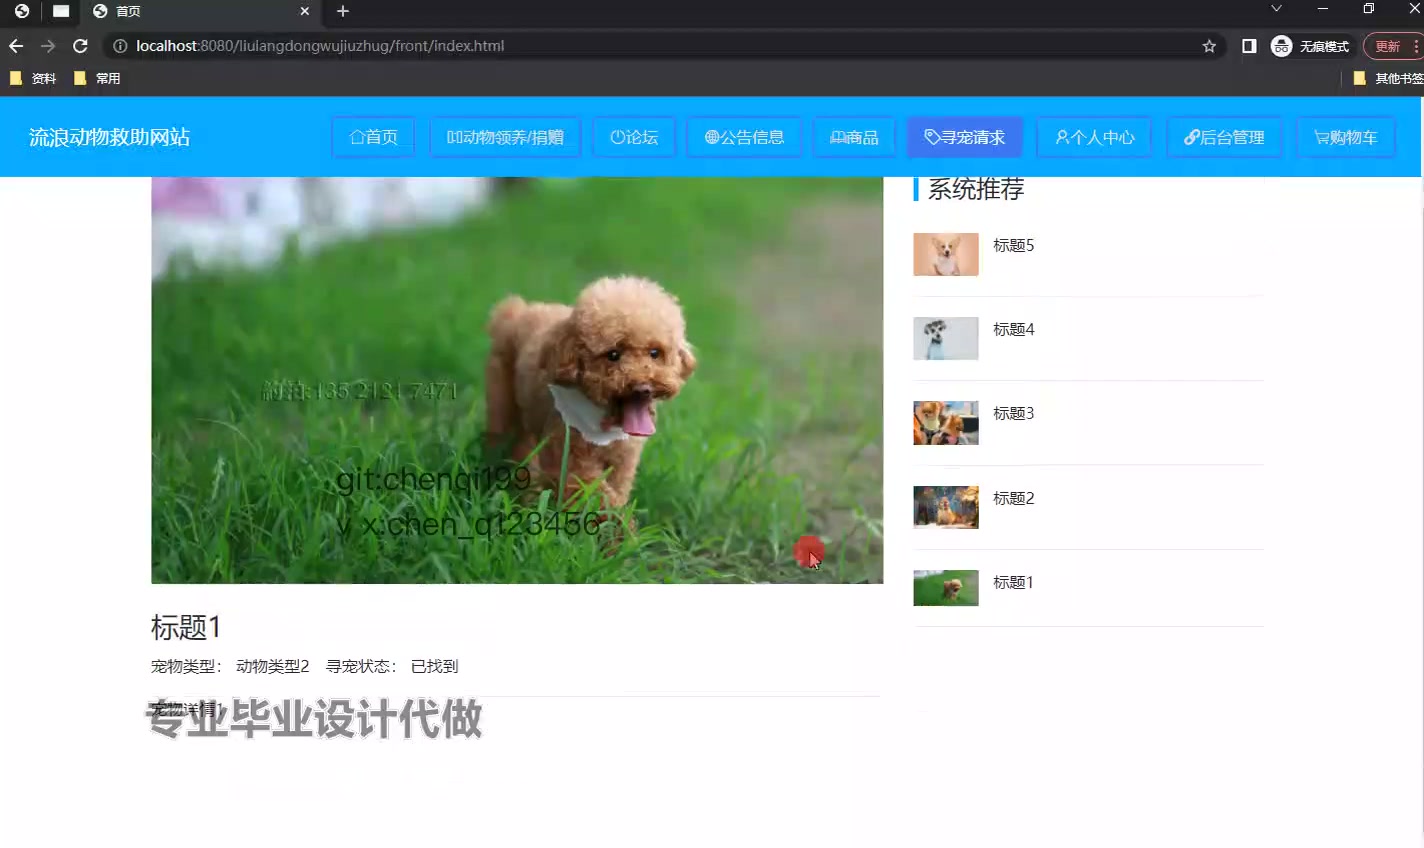 首页
localhost:8080/liulangdongwujiuzhug/front/index.html
无痕模式
更新
资料
常用
其他书签
流浪动物救助网站
首页
动物领养/捐赠
论坛
公告信息
商品
寻宠请求
个人中心
后台管理
购物车
系统推荐
标题5
标题4
标题3
标题2
标题1
135 2121 7471
git:chenqi199
v x:chen_q123456
标题1
宠物类型： 动物类型2 寻宠状态： 已找到
宠物详情1
专业毕业设计代做